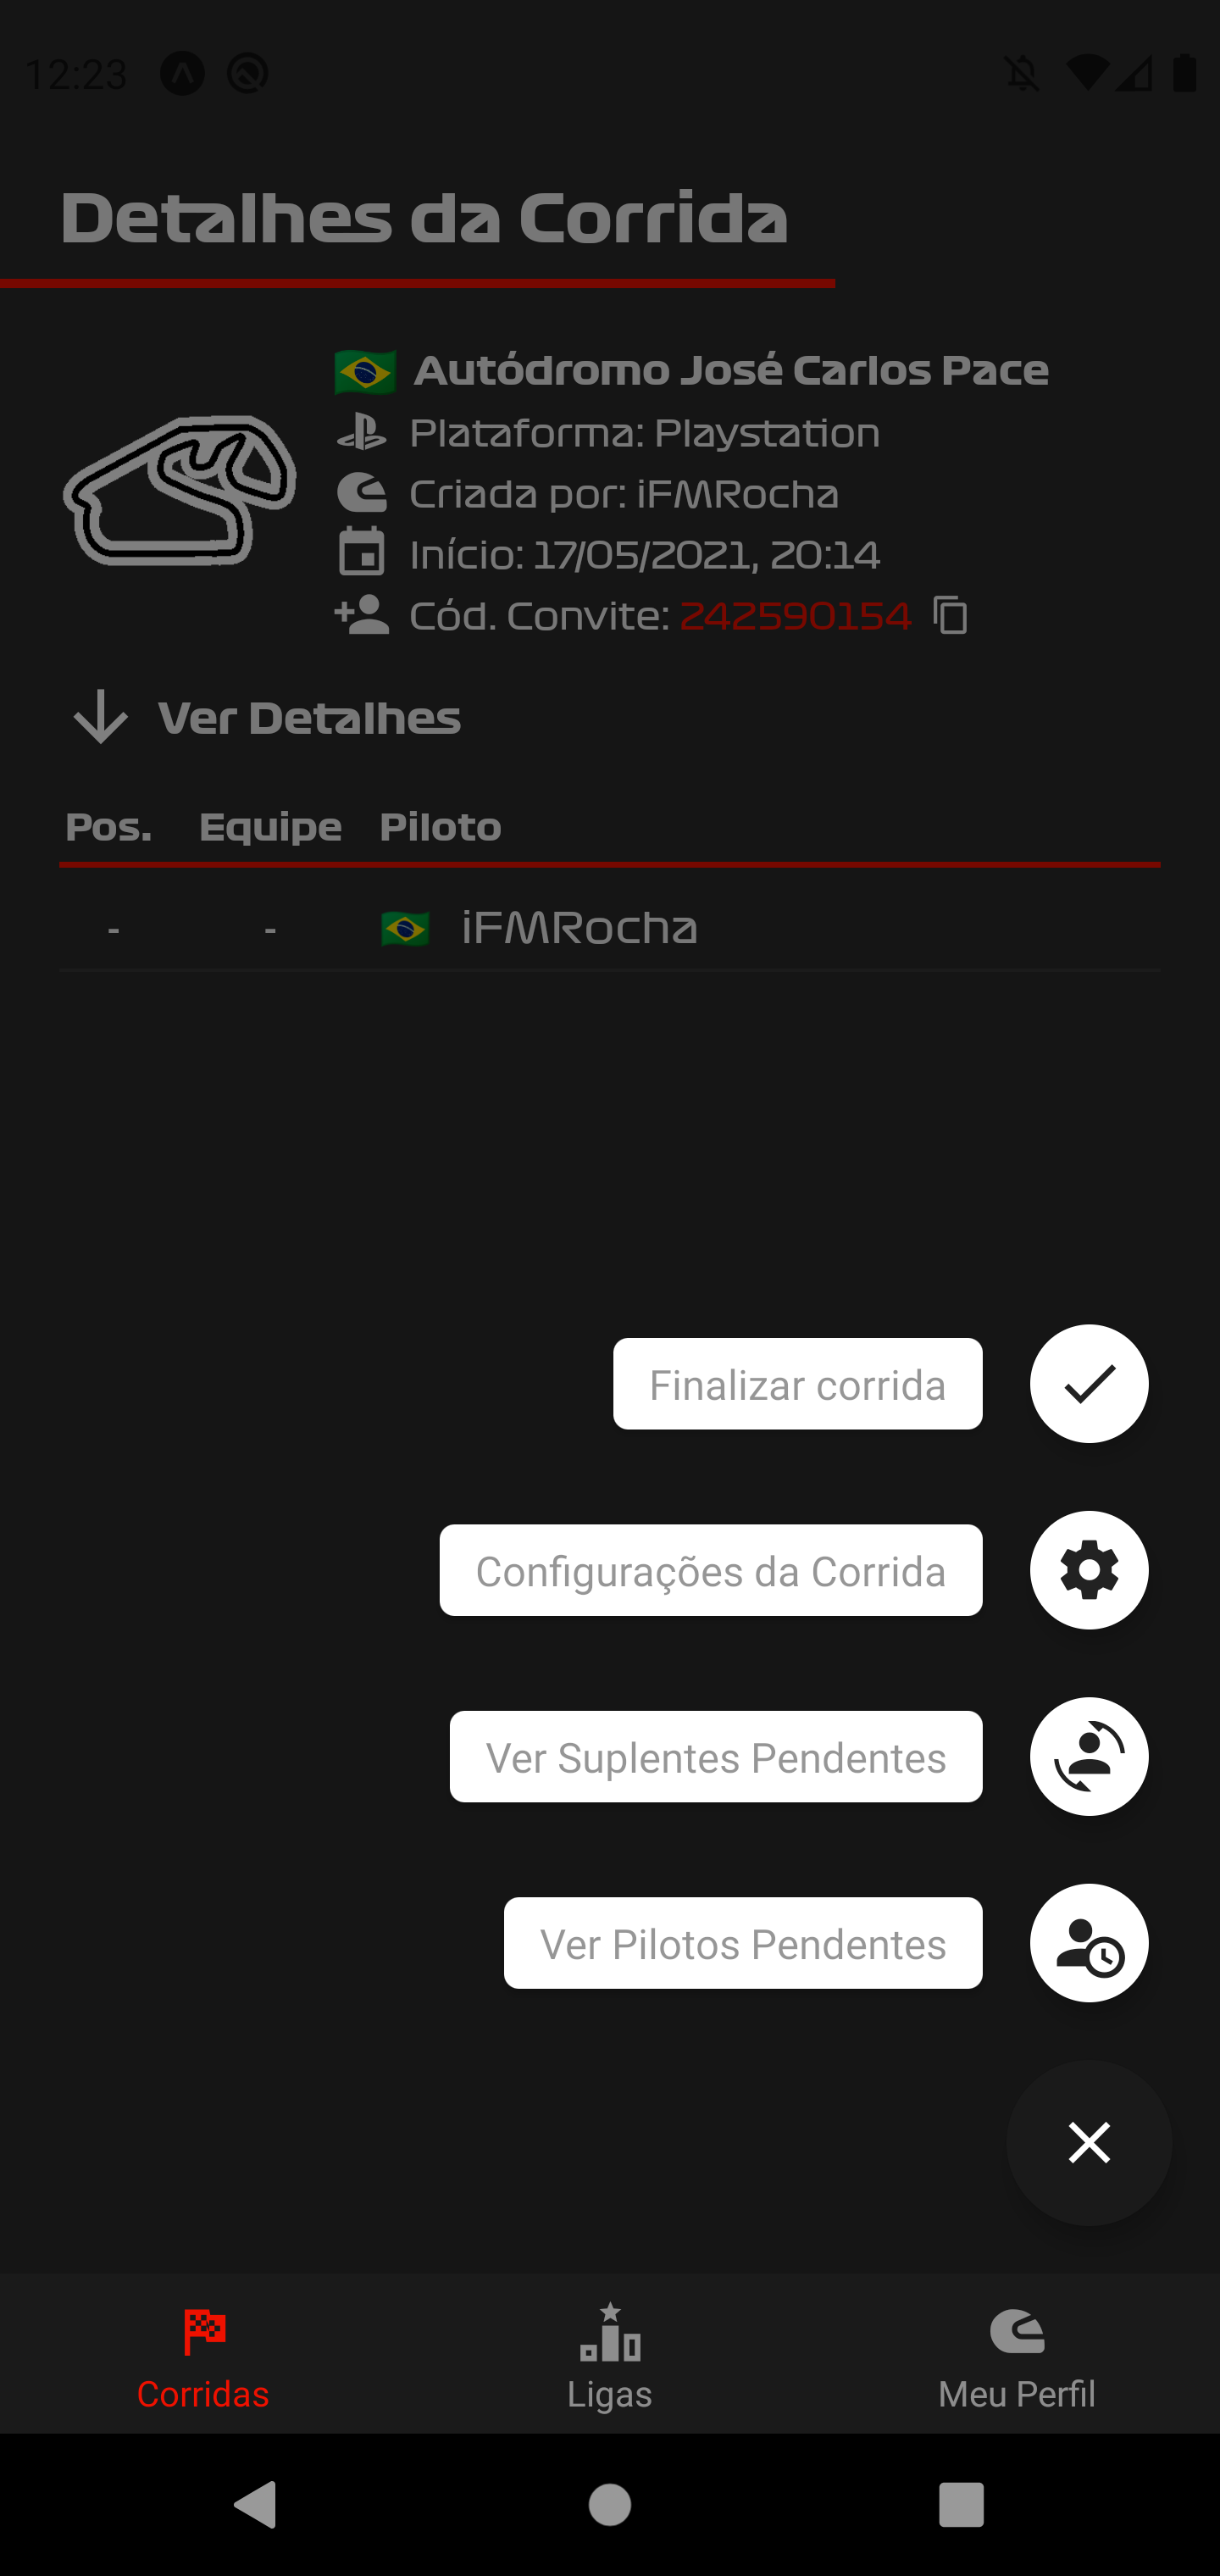 12:23
Detalhes da Corrida
Autódromo José Carlos Pace
Plataforma: Playstation
Criada por: iFMRocha
Início: 17/05/2021, 20:14
Cód. Convite: 242590154
Ver Detalhes
Pos. Equipe Piloto
- - iFMRocha
Finalizar corrida
Configurações da Corrida
Ver Suplentes Pendentes
Ver Pilotos Pendentes
Corridas Ligas Meu Perfil